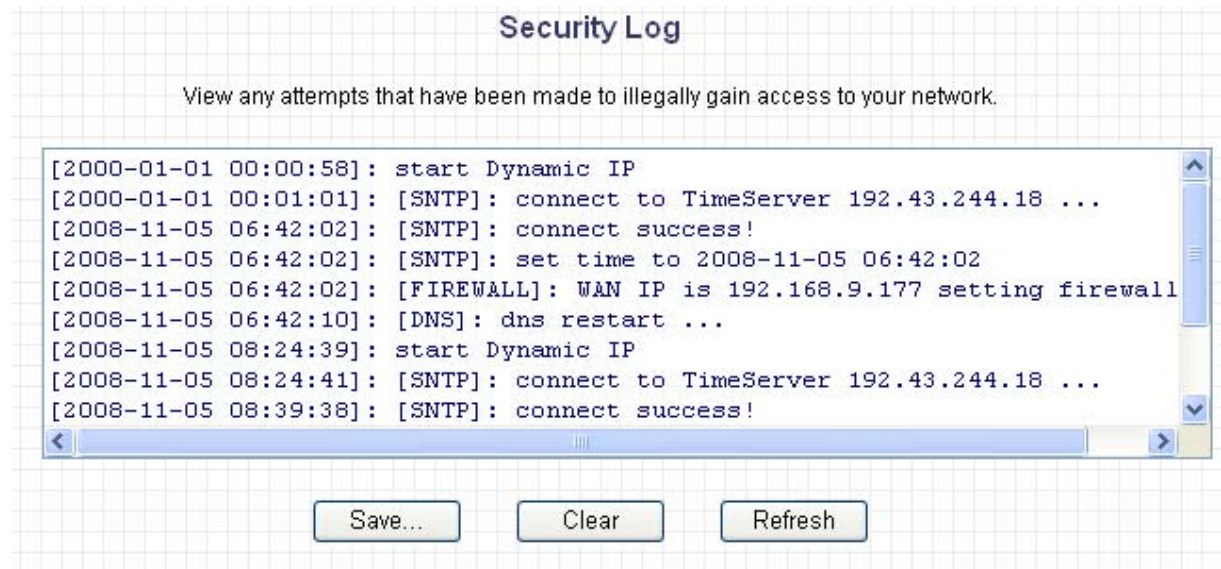 Security Log
View any attempts that have been made to illegally gain access to your network.
[2000-01-01 00:00:58]: start Dynamic IP
[2000-01-01 00:01:01]: [SNTP]: connect to TimeServer 192.43.244.18 ...
[2008-11-05 06:42:02]: [SNTP]: connect success!
[2008-11-05 06:42:02]: [SNTP]: set time to 2008-11-05 06:42:02
[2008-11-05 06:42:02]: [FIREWALL]: WAN IP is 192.168.9.177 setting firewall
[2008-11-05 06:42:10]: [DNS]: dns restart ...
[2008-11-05 08:24:39]: start Dynamic IP
[2008-11-05 08:24:41]: [SNTP]: connect to TimeServer 192.43.244.18 ...
[2008-11-05 08:39:38]: [SNTP]: connect success!
Save... Clear Refresh